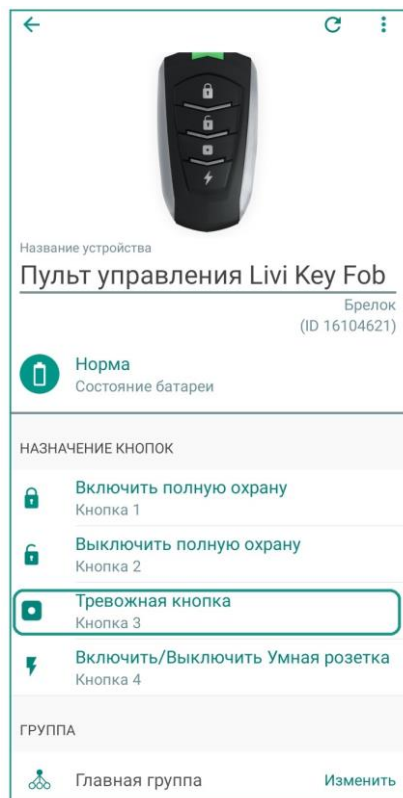 Название устройства
Пульт управления Livi Key Fob
Брелок
(ID 16104621)
Норма
Состояние батареи
НАЗНАЧЕНИЕ КНОПОК
Включить полную охрану
Кнопка 1
Выключить полную охрану
Кнопка 2
Тревожная кнопка
Кнопка 3
Включить/Выключить Умная розетка
Кнопка 4
ГРУППА
Главная группа Изменить